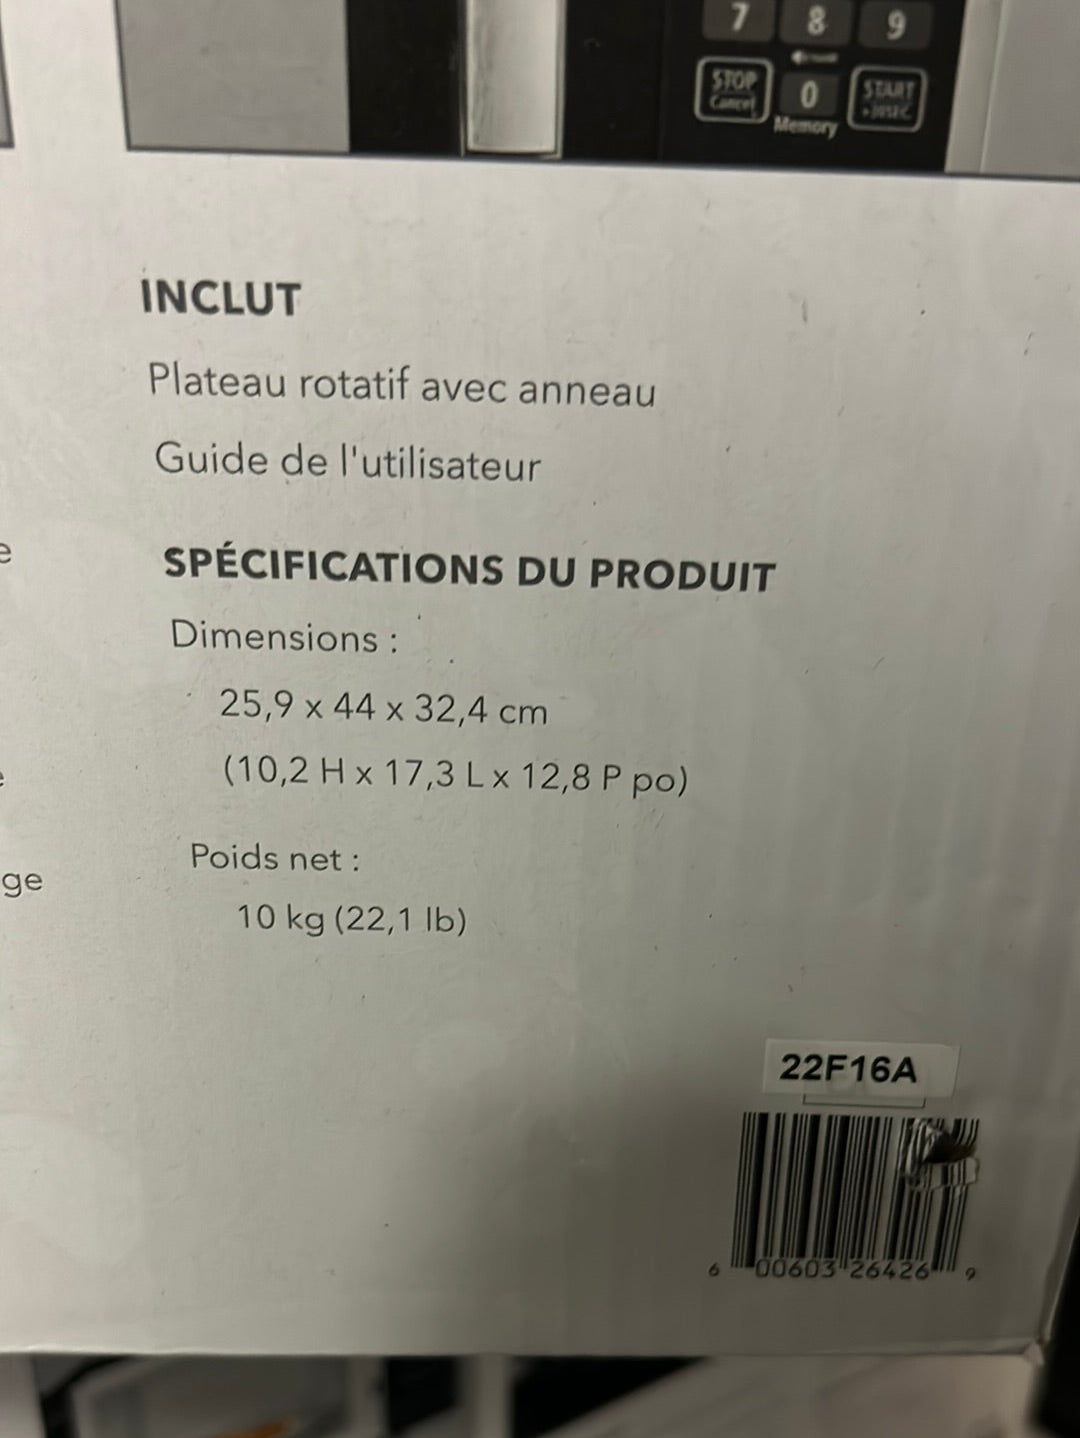 7 8 9
STOP
Cancel
0
START
+30SEC
Memory
INCLUT
Plateau rotatif avec anneau
Guide de l'utilisateur
SPÉCIFICATIONS DU PRODUIT
Dimensions :
25,9 x 44 x 32,4 cm
(10,2 H x 17,3 L x 12,8 P po)
Poids net :
10 kg (22,1 lb)
e
ge
22F16A
6 00603 26426 9